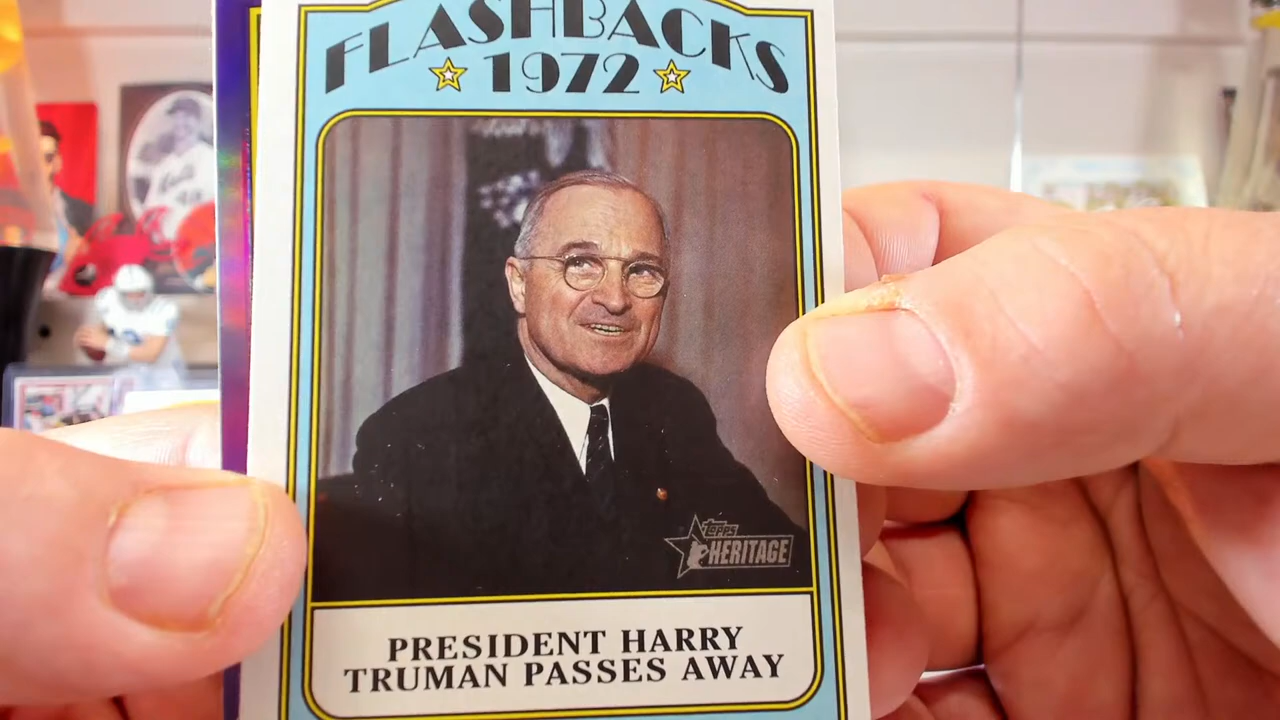 FLASHBACKS
1972
TOPPS
HERITAGE
PRESIDENT HARRY
TRUMAN PASSES AWAY